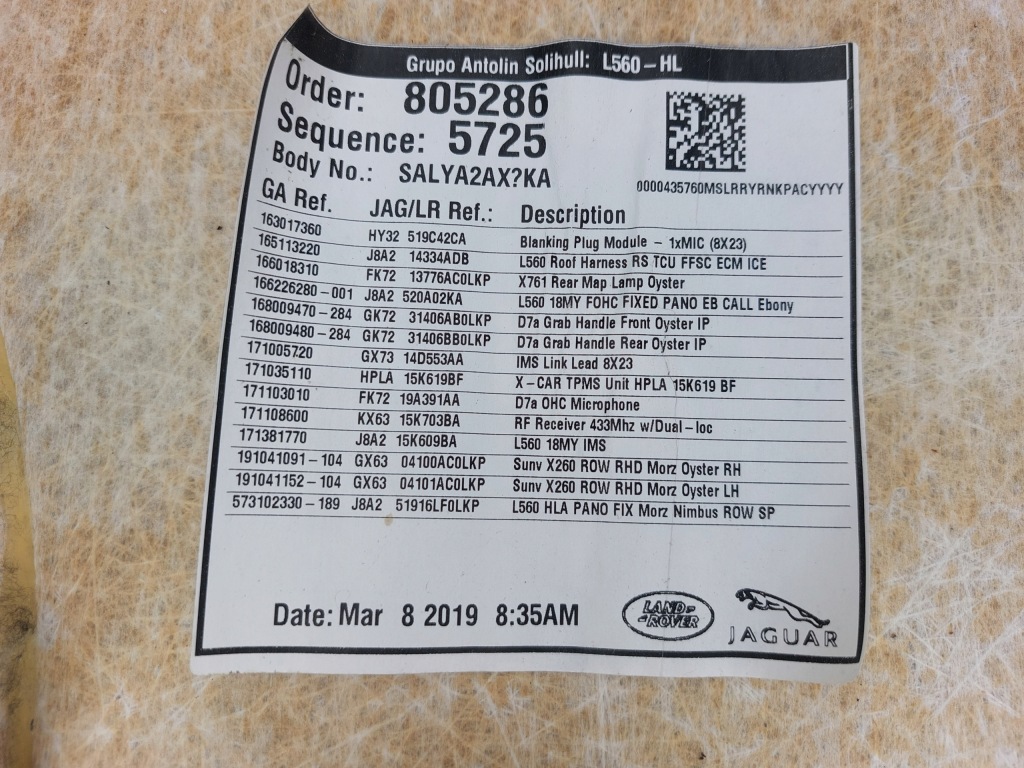 Grupo Antolin Solihull: L560-HL
Order: 805286
Sequence: 5725
Body No.: SALYA2AX?KA
0000435760MSLRRYRNKPACYYYY
GA Ref. JAG/LR Ref.: Description
163017360 HY32 519C42CA Blanking Plug Module - 1xMIC (8X23)
165113220 J8A2 14334ADB L560 Roof Harness RS TCU FFSC ECM ICE
166018310 FK72 13776AC0LKP X761 Rear Map Lamp Oyster
166226280-001 J8A2 520A02KA L560 18MY FOHC FIXED PANO EB CALL Ebony
168009470-284 GK72 31406AB0LKP D7a Grab Handle Front Oyster IP
168009480-284 GK72 31406BB0LKP D7a Grab Handle Rear Oyster IP
171005720 GX73 14D553AA IMS Link Lead 8X23
171035110 HPLA 15K619BF X-CAR TPMS Unit HPLA 15K619 BF
171103010 FK72 19A391AA D7a OHC Microphone
171108600 KX63 15K703BA RF Receiver 433Mhz w/Dual-loc
171381770 J8A2 15K609BA L560 18MY IMS
191041091-104 GX63 04100AC0LKP Sunv X260 ROW RHD Morz Oyster RH
191041152-104 GX63 04101AC0LKP Sunv X260 ROW RHD Morz Oyster LH
573102330-189 J8A2 51916LF0LKP L560 HLA PANO FIX Morz Nimbus ROW SP
Date: Mar 8 2019 8:35AM
LAND-
-ROVER
JAGUAR